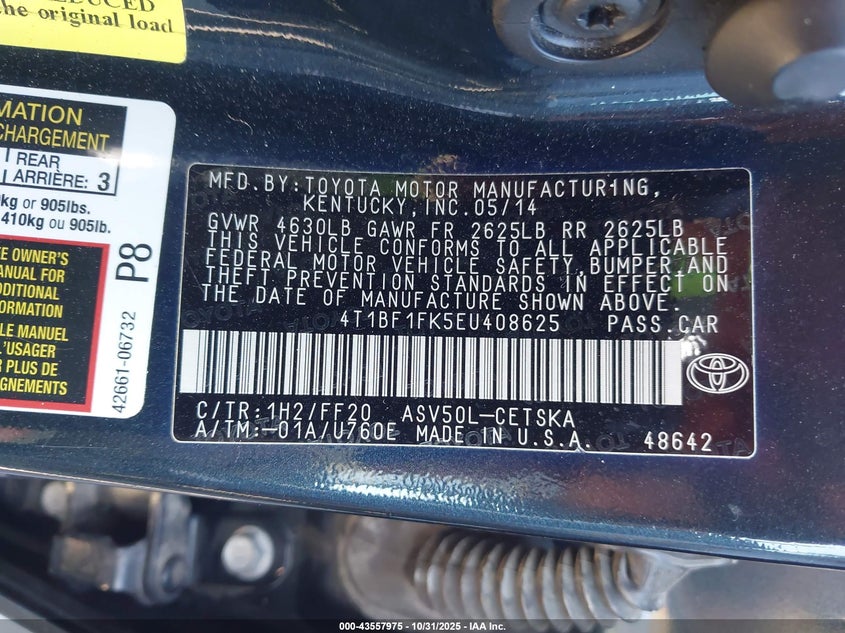 REDUCED
the original load
MATION
CHARGEMENT
REAR
ARRIÈRE: 3
kg or 905lbs.
410kg ou 905lb.
E OWNER'S
MANUAL FOR
ADDITIONAL
INFORMATION
LE MANUEL
L'USAGER
R PLUS DE
GNEMENTS
P8
42661-06732
MFD.BY:TOYOTA MOTOR MANUFACTURING,
KENTUCKY,INC.05/14
GVWR 4630LB GAWR FR 2625LB RR 2625LB
THIS VEHICLE CONFORMS TO ALL APPLICABLE
FEDERAL MOTOR VEHICLE SAFETY,BUMPER,AND
THEFT PREVENTION STANDARDS IN EFFECT ON
THE DATE OF MANUFACTURE SHOWN ABOVE.
4T1BF1FK5EU408625 PASS.CAR
C/TR:1H2/FF20 ASV50L-CETSKA
A/TM:-01A/U760E MADE IN U.S.A. 48642
000-43557975 - 10/31/2025 - IAA Inc.